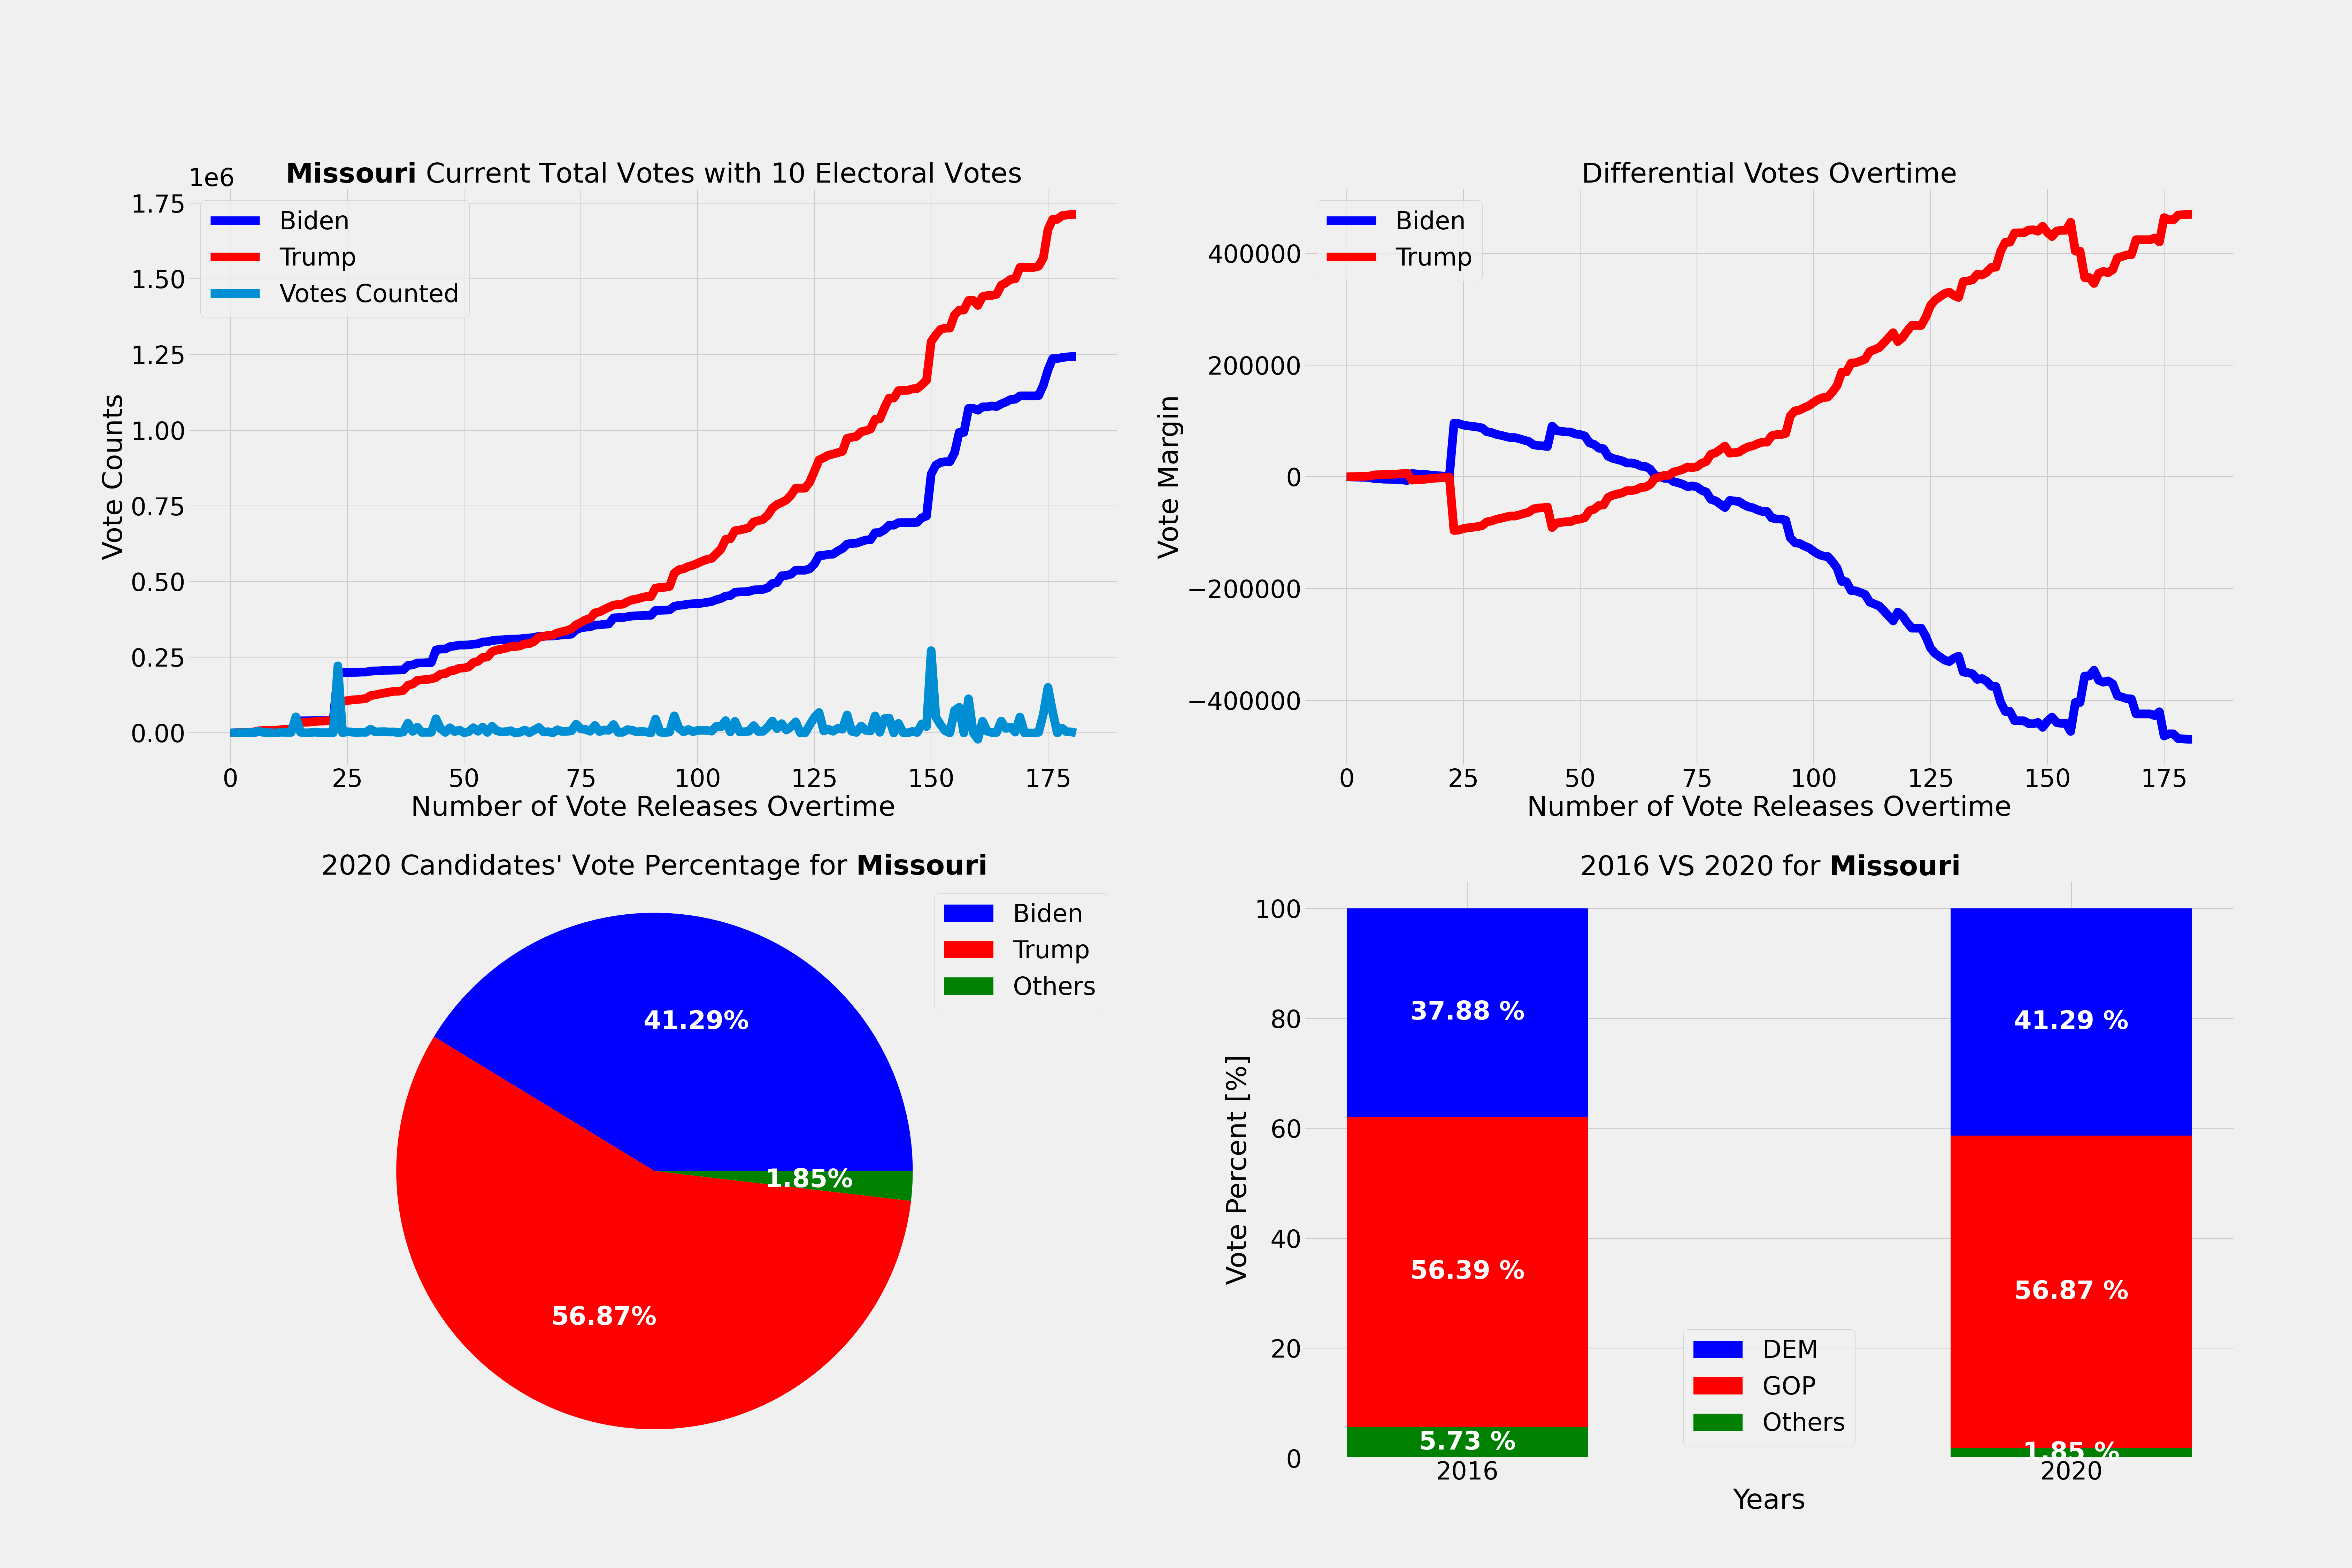 Missouri Current Total Votes with 10 Electoral Votes
1e6
Biden
Trump
Votes Counted
1.75
1.50
1.25
1.00
0.75
0.50
0.25
0.00
Vote Counts
0 25 50 75 100 125 150 175
Number of Vote Releases Overtime
Differential Votes Overtime
Biden
Trump
400000
200000
0
−200000
−400000
Vote Margin
0 25 50 75 100 125 150 175
Number of Vote Releases Overtime
2020 Candidates' Vote Percentage for Missouri
Biden
Trump
Others
41.29%
1.85%
56.87%
2016 VS 2020 for Missouri
100
80
60
40
20
0
Vote Percent [%]
37.88 %
41.29 %
56.39 %
56.87 %
DEM
GOP
Others
5.73 %
1.85 %
2016 2020
Years